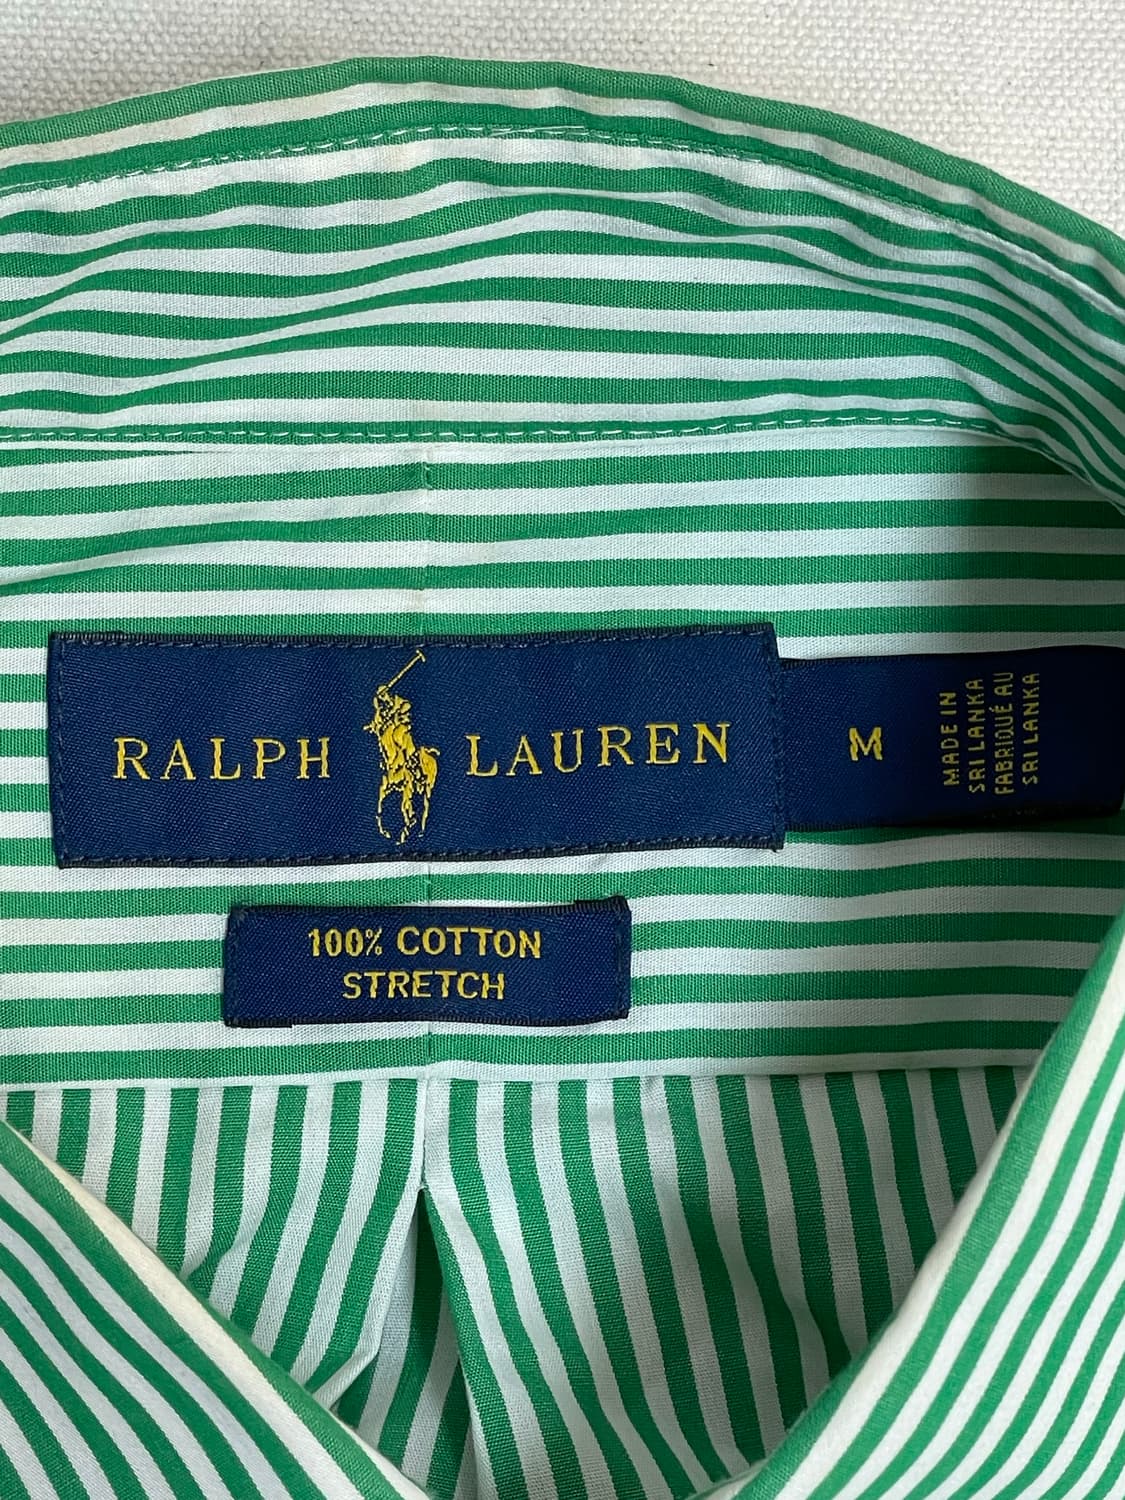 RALPH LAUREN
M
MADE IN
SRI LANKA
FABRIQUÉ AU
SRI LANKA
100% COTTON
STRETCH